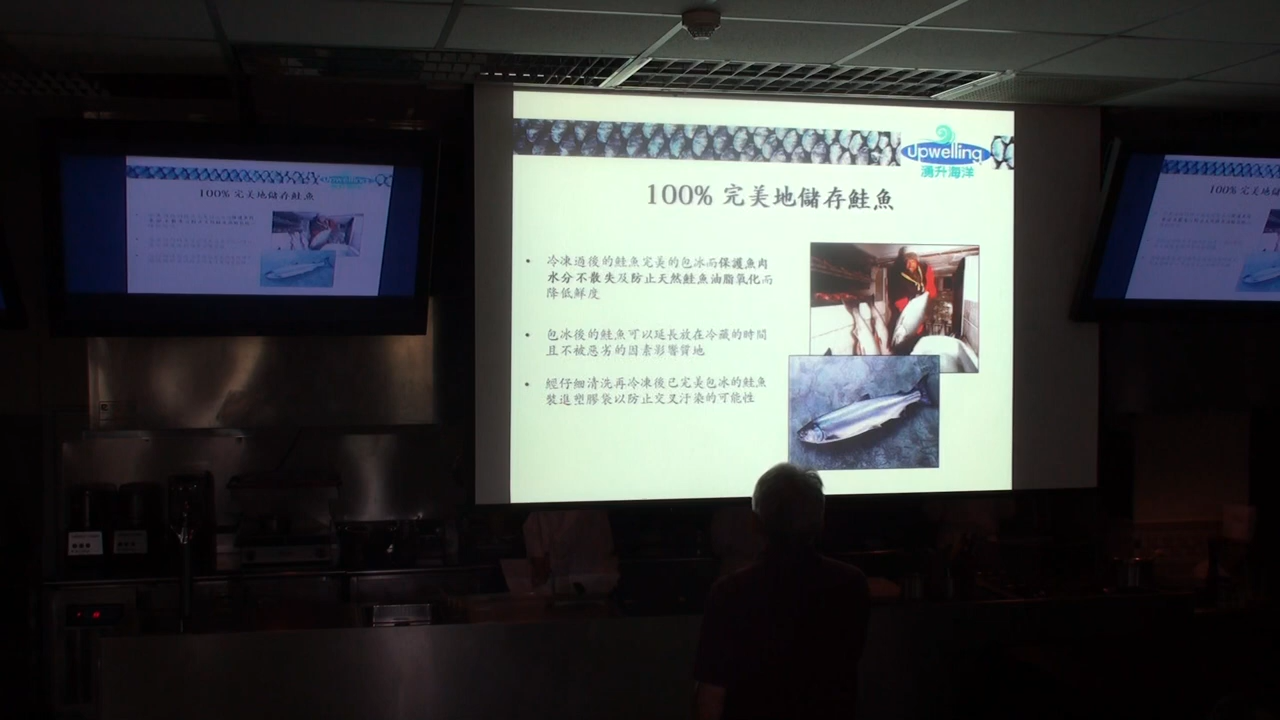 upwelling
湧升海洋
100% 完美地儲存鮭魚
• 冷凍過後的鮭魚完美的包冰而保護魚肉
水分不散失及防止天然鮭魚油脂氧化而
降低鮮度
• 包冰後的鮭魚可以延長放在冷藏的時間
且不被惡劣的因素影響質地
• 經仔細清洗再冷凍後已完美包冰的鮭魚
裝進塑膠袋以防止交叉汙染的可能性
upwelling
100% 完美地儲存鮭魚
100% 完美地儲